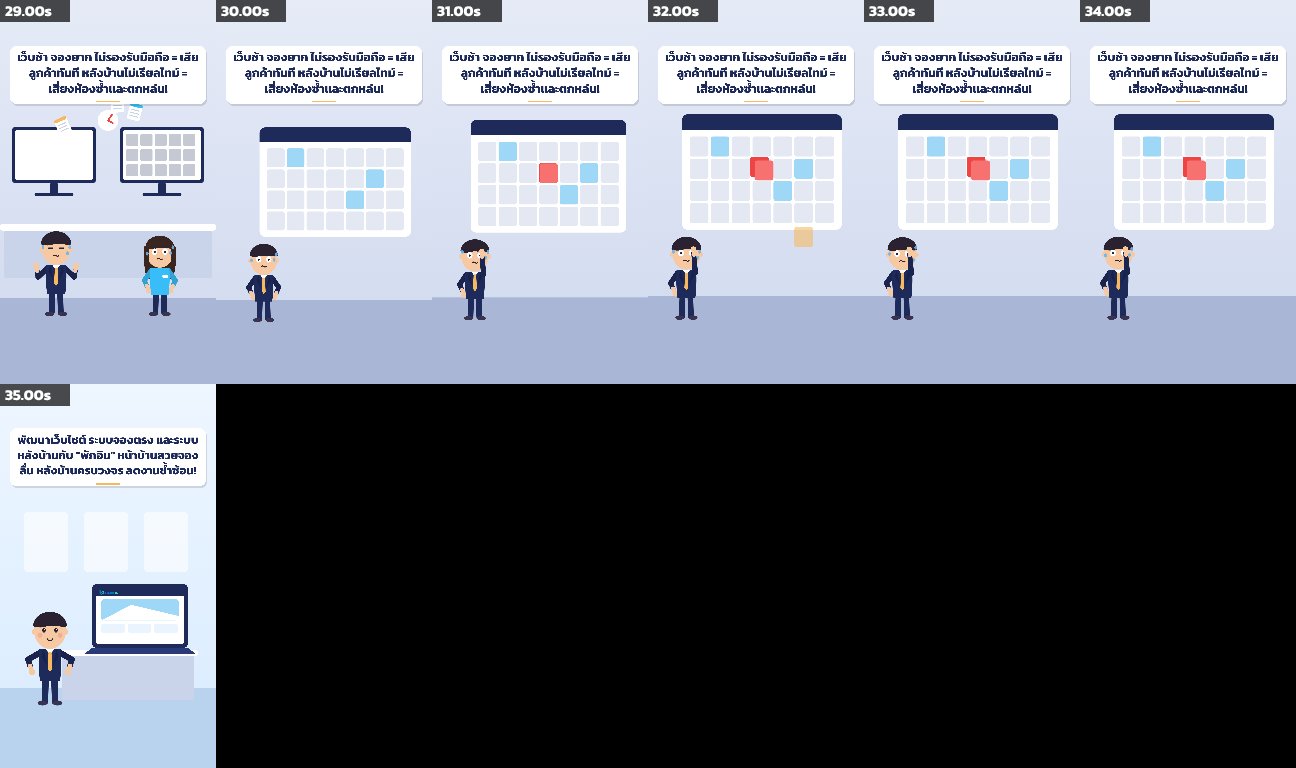 29.00s
เว็บช้า จองยาก ไม่รองรับมือถือ = เสีย
ลูกค้าทันที หลังบ้านไม่เรียลไทม์ =
เสี่ยงห้องซ้ำและตกหล่น!
30.00s
เว็บช้า จองยาก ไม่รองรับมือถือ = เสีย
ลูกค้าทันที หลังบ้านไม่เรียลไทม์ =
เสี่ยงห้องซ้ำและตกหล่น!
31.00s
เว็บช้า จองยาก ไม่รองรับมือถือ = เสีย
ลูกค้าทันที หลังบ้านไม่เรียลไทม์ =
เสี่ยงห้องซ้ำและตกหล่น!
32.00s
เว็บช้า จองยาก ไม่รองรับมือถือ = เสีย
ลูกค้าทันที หลังบ้านไม่เรียลไทม์ =
เสี่ยงห้องซ้ำและตกหล่น!
33.00s
เว็บช้า จองยาก ไม่รองรับมือถือ = เสีย
ลูกค้าทันที หลังบ้านไม่เรียลไทม์ =
เสี่ยงห้องซ้ำและตกหล่น!
34.00s
เว็บช้า จองยาก ไม่รองรับมือถือ = เสีย
ลูกค้าทันที หลังบ้านไม่เรียลไทม์ =
เสี่ยงห้องซ้ำและตกหล่น!
35.00s
พัฒนาเว็บไซต์ ระบบจองตรง และระบบ
หลังบ้านกับ "พักอิน" หน้าบ้านสวยจอง
ลื่น หลังบ้านครบวงจร ลดงานซ้ำซ้อน!